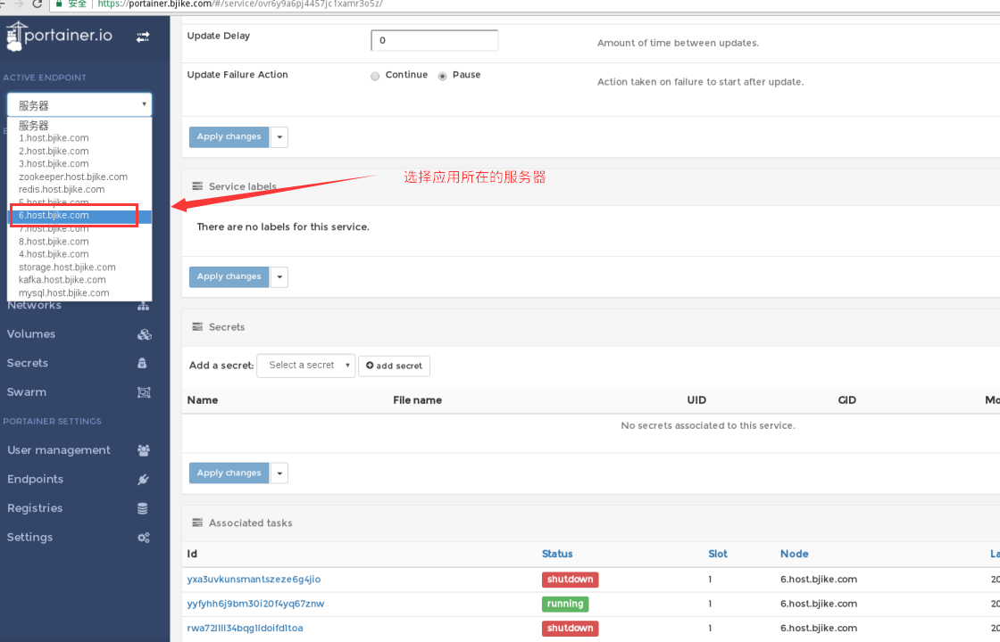 安全 | https://portainer.bjike.com/#/service/ovr6y9a6pj4457jc1xamr3o5z/
portainer.io
ACTIVE ENDPOINT
服务器
服务器
1.host.bjike.com
2.host.bjike.com
3.host.bjike.com
zookeeper.host.bjike.com
redis.host.bjike.com
5.host.bjike.com
6.host.bjike.com
7.host.bjike.com
8.host.bjike.com
4.host.bjike.com
storage.host.bjike.com
kafka.host.bjike.com
mysql.host.bjike.com
Networks
Volumes
Secrets
Swarm
PORTAINER SETTINGS
User management
Endpoints
Registries
Settings
Update Delay 0 Amount of time between updates.
Update Failure Action Continue Pause Action taken on failure to start after update.
Apply changes
选择应用所在的服务器
Service labels
There are no labels for this service.
Apply changes
Secrets
Add a secret: Select a secret add secret
Name File name UID GID Mo
No secrets associated to this service.
Apply changes
Associated tasks
Id Status Slot Node La
yxa3uvkunsmantszeze6g4jio shutdown 1 6.host.bjike.com 20
yyfyhh6j9bm30i20f4yq67znw running 1 6.host.bjike.com 20
shutdown 1 6.host.bjike.com 20